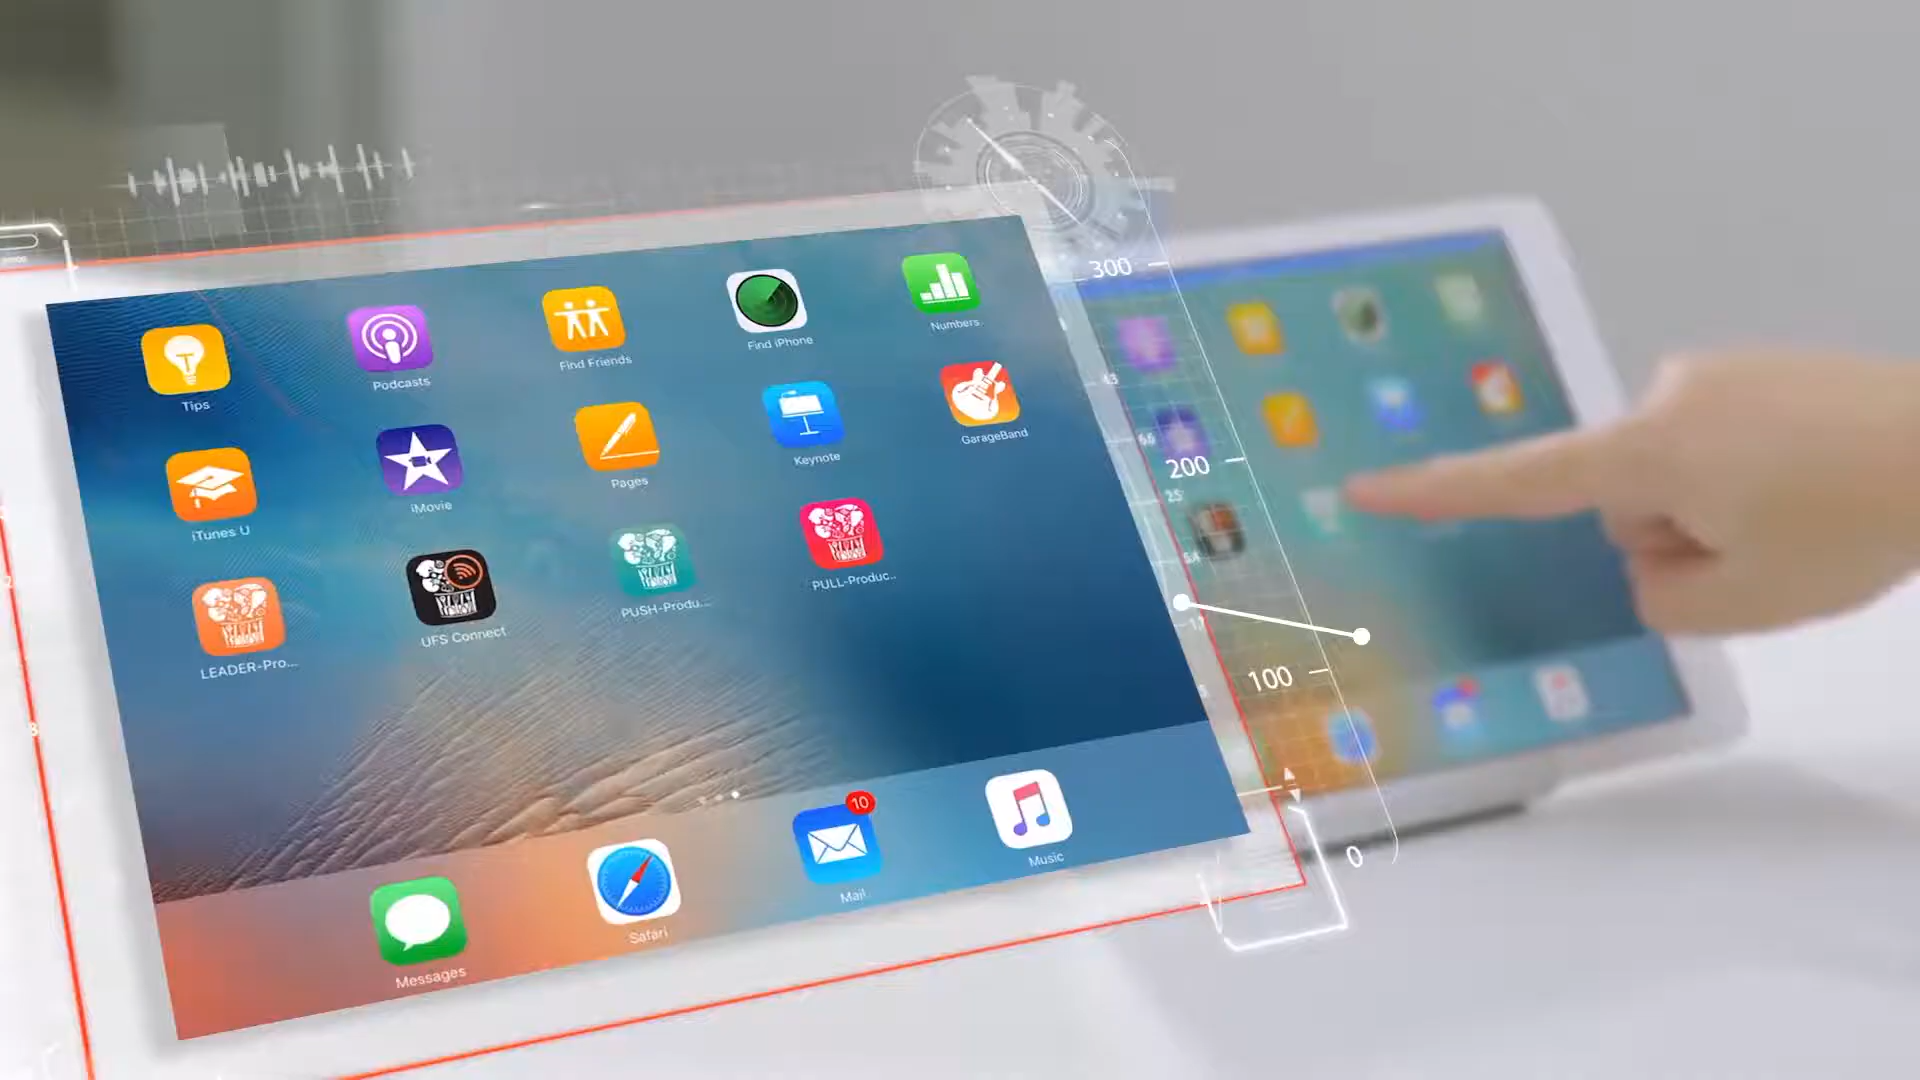 Tips
Podcasts
Find Friends
Find iPhone
Numbers
iTunes U
iMovie
Pages
Keynote
GarageBand
LEADER-Pro...
UFS Connect
PUSH-Produ...
PULL-Produc...
Messages
Safari
10
Mail
Music
300
200
25
100
0